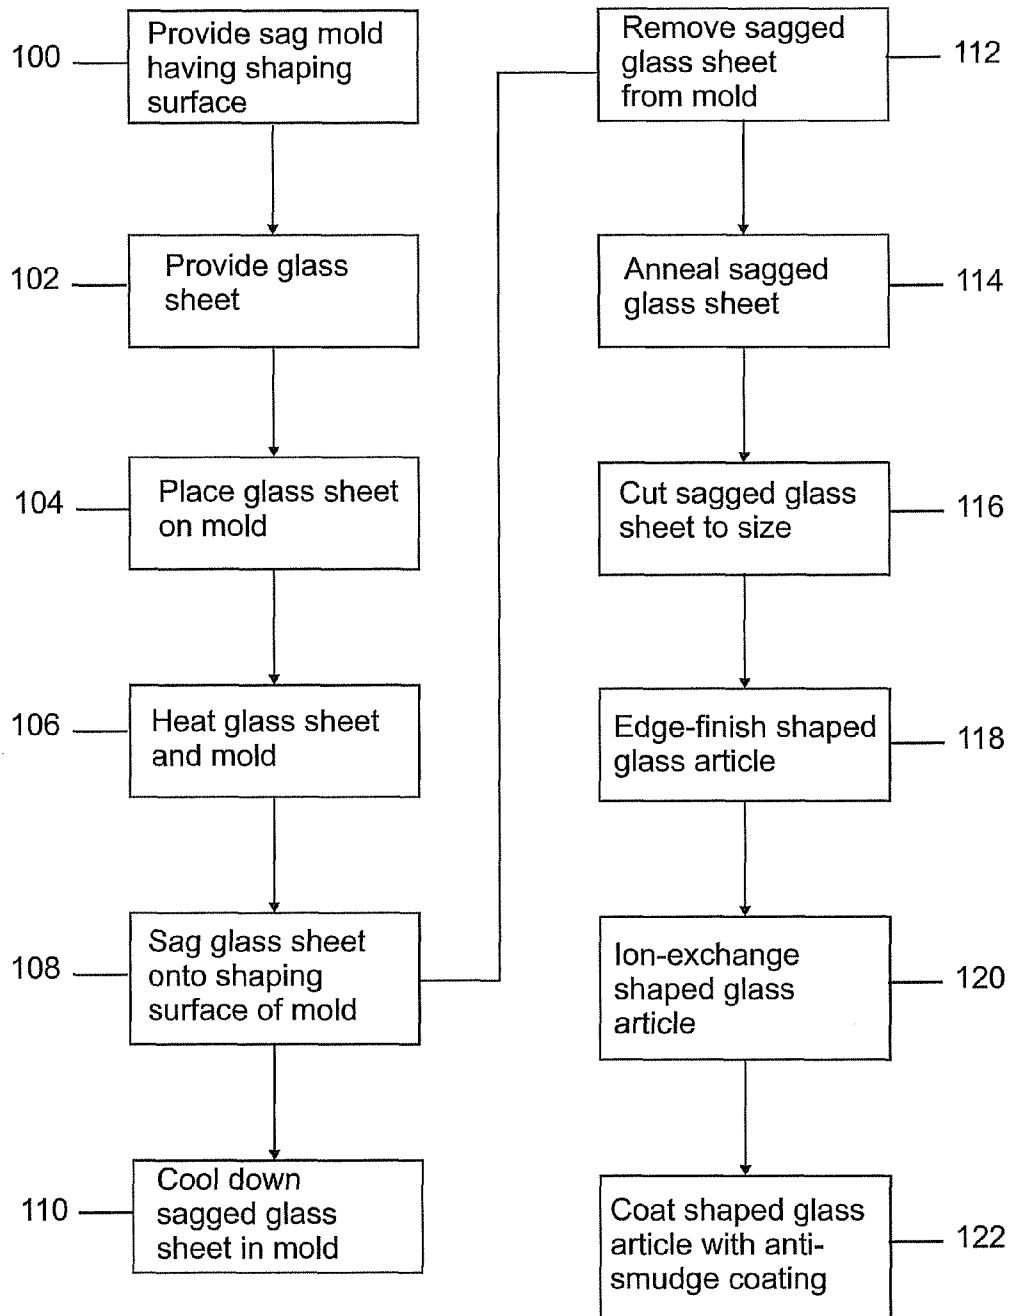 100
Provide sag mold
having shaping
surface
102
Provide glass
sheet
104
Place glass sheet
on mold
106
Heat glass sheet
and mold
108
Sag glass sheet
onto shaping
surface of mold
110
Cool down
sagged glass
sheet in mold
Remove sagged
glass sheet
from mold
112
Anneal sagged
glass sheet
114
Cut sagged glass
sheet to size
116
Edge-finish shaped
glass article
118
Ion-exchange
shaped glass
article
120
Coat shaped glass
article with anti-
smudge coating
122